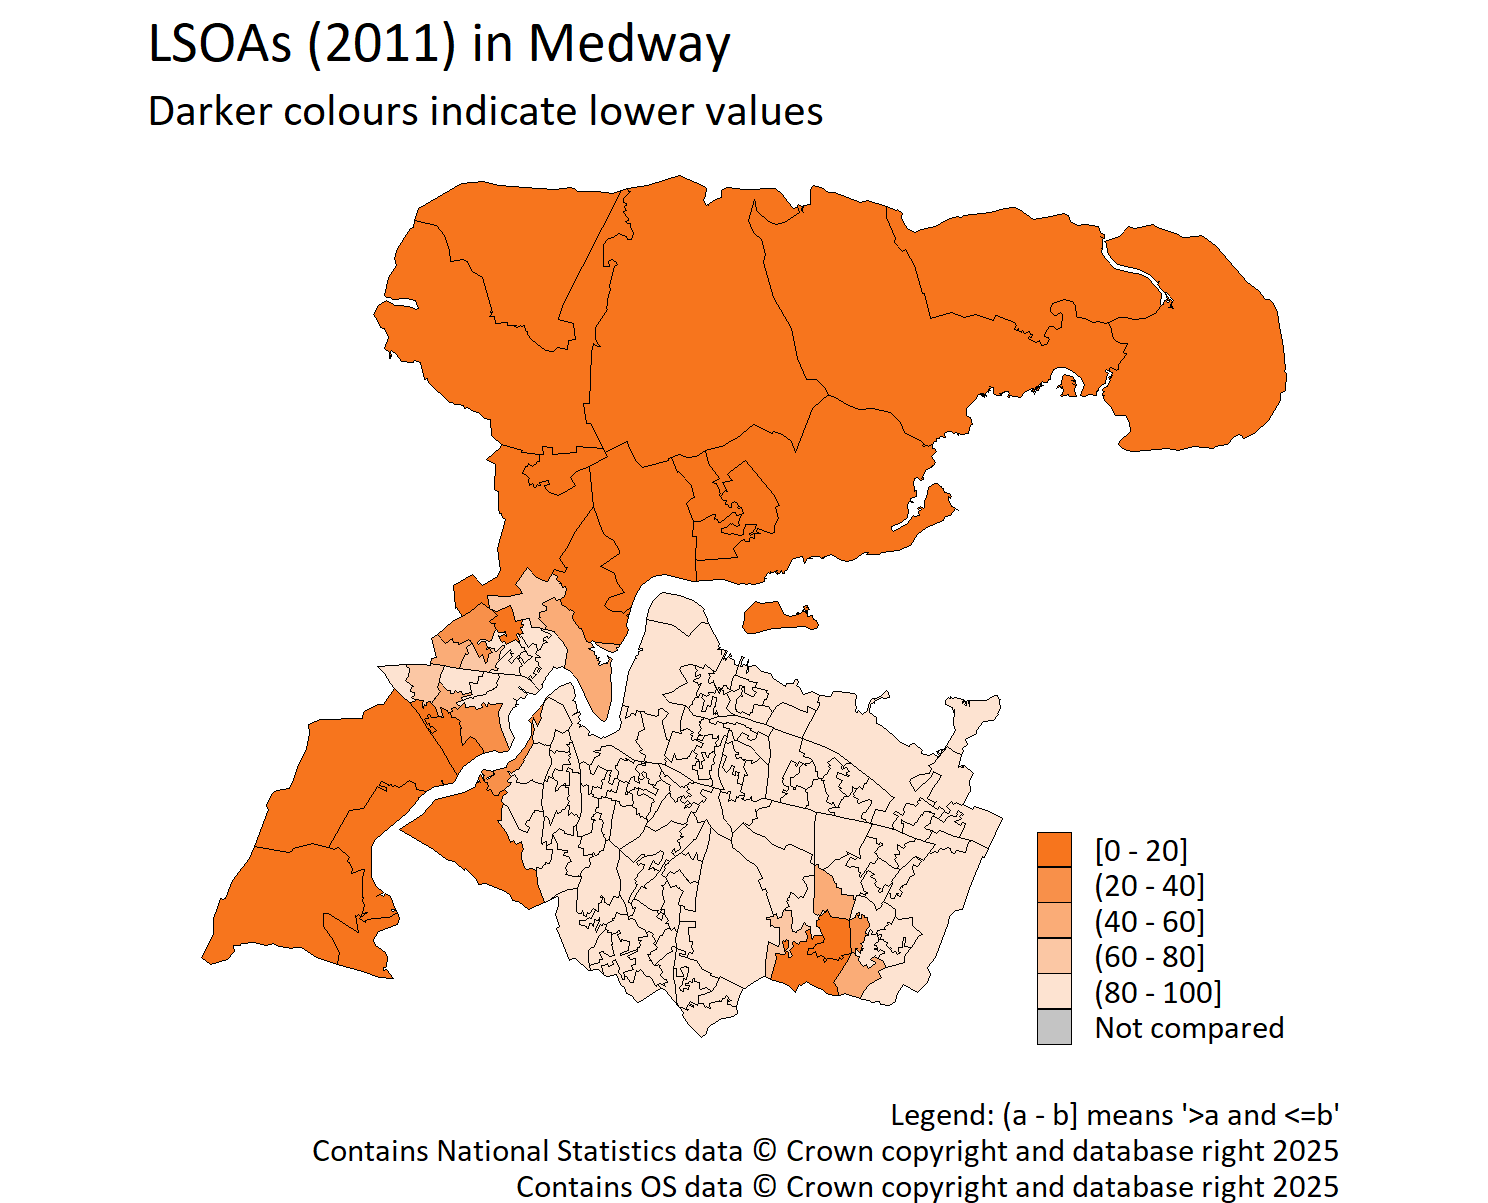 LSOAs (2011) in Medway
Darker colours indicate lower values
[0 - 20]
(20 - 40]
(40 - 60]
(60 - 80]
(80 - 100]
Not compared
Legend: (a - b] means '>a and <=b'
Contains National Statistics data © Crown copyright and database right 2025
Contains OS data © Crown copyright and database right 2025